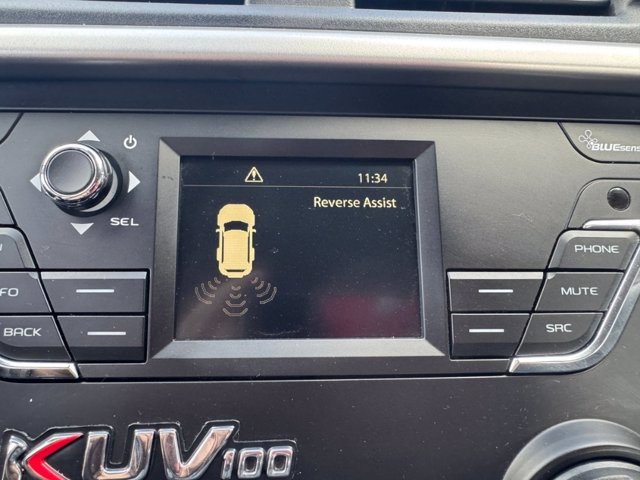 11:34
Reverse Assist
BLUEsens
SEL
PHONE
FO
MUTE
BACK
SRC
KUV100